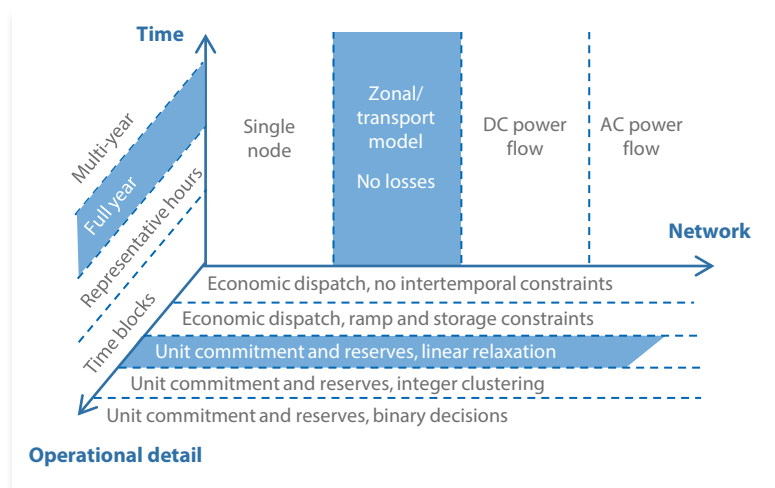 Time
Multi-year
Full year
Representative hours
Time blocks
Single
node
Zonal/
transport
model
No losses
DC power
flow
AC power
flow
Network
Economic dispatch, no intertemporal constraints
Economic dispatch, ramp and storage constraints
Unit commitment and reserves, linear relaxation
Unit commitment and reserves, integer clustering
Unit commitment and reserves, binary decisions
Operational detail